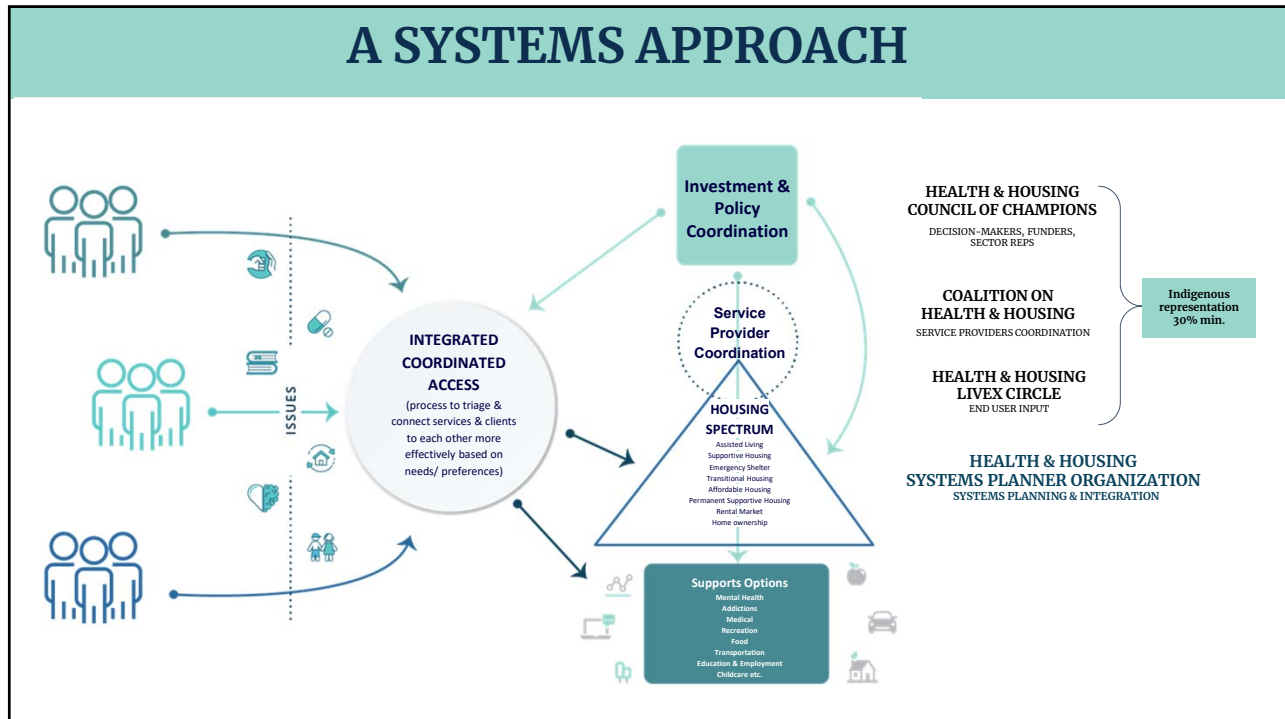 A SYSTEMS APPROACH
ISSUES
INTEGRATED
COORDINATED
ACCESS
(process to triage &
connect services & clients
to each other more
effectively based on
needs/ preferences)
Investment &
Policy
Coordination
Service
Provider
Coordination
HOUSING
SPECTRUM
Assisted Living
Supportive Housing
Emergency Shelter
Transitional Housing
Affordable Housing
Permanent Supportive Housing
Rental Market
Home ownership
Supports Options
Mental Health
Addictions
Medical
Recreation
Food
Transportation
Education & Employment
Childcare etc.
HEALTH & HOUSING
COUNCIL OF CHAMPIONS
DECISION-MAKERS, FUNDERS,
SECTOR REPS
COALITION ON
HEALTH & HOUSING
SERVICE PROVIDERS COORDINATION
HEALTH & HOUSING
LIVEX CIRCLE
END USER INPUT
Indigenous
representation
30% min.
HEALTH & HOUSING
SYSTEMS PLANNER ORGANIZATION
SYSTEMS PLANNING & INTEGRATION